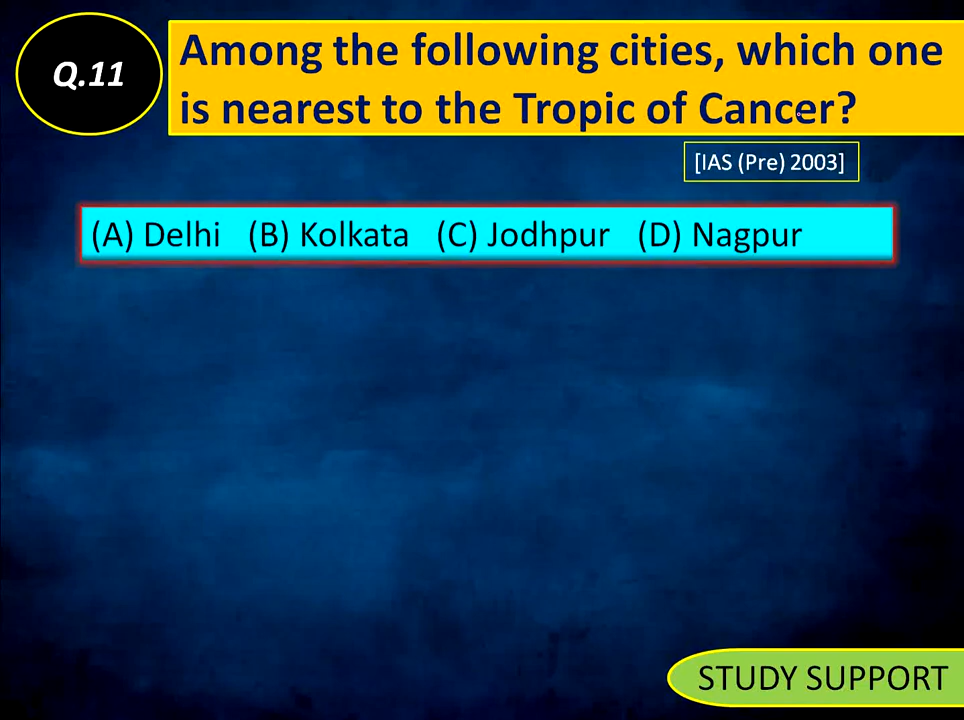 Q.11
Among the following cities, which one
is nearest to the Tropic of Cancer?
[IAS (Pre) 2003]
(A) Delhi (B) Kolkata (C) Jodhpur (D) Nagpur
STUDY SUPPORT